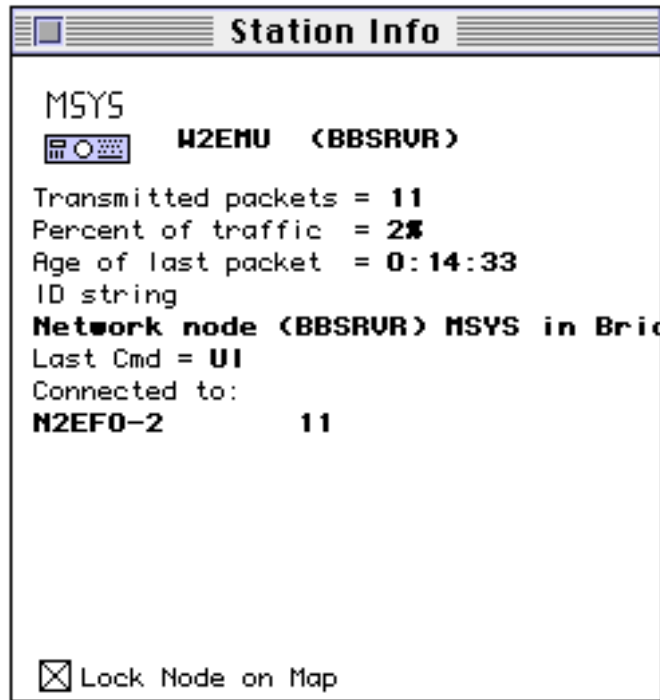 Station Info
MSYS
W2EMU (BBSRVR)
Transmitted packets = 11
Percent of traffic = 2%
Age of last packet = 0:14:33
ID string
Network node (BBSRVR) MSYS in Bric
Last Cmd = UI
Connected to:
N2EFO-2 11
Lock Node on Map